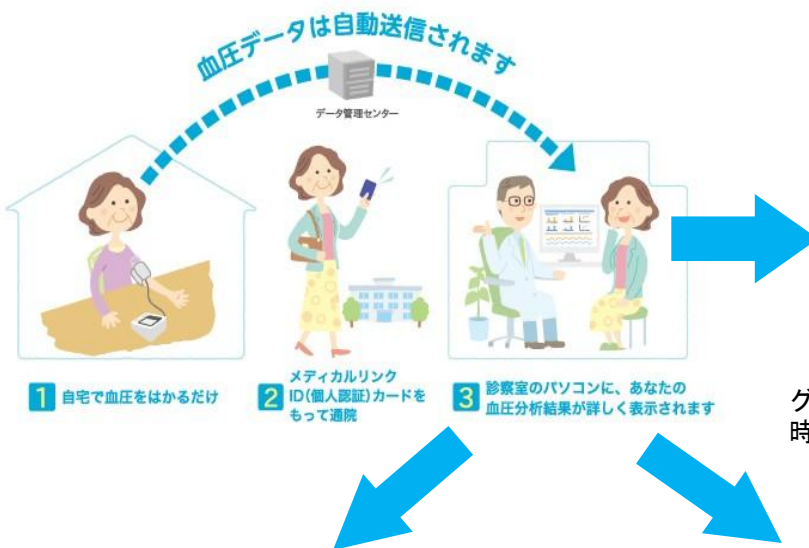 血圧データは自動送信されます
データ管理センター
1 自宅で血圧をはかるだけ
2 メディカルリンク
ID(個人認証)カードを
もって通院
3 診察室のパソコンに、あなたの
血圧分析結果が詳しく表示されます
グ
時